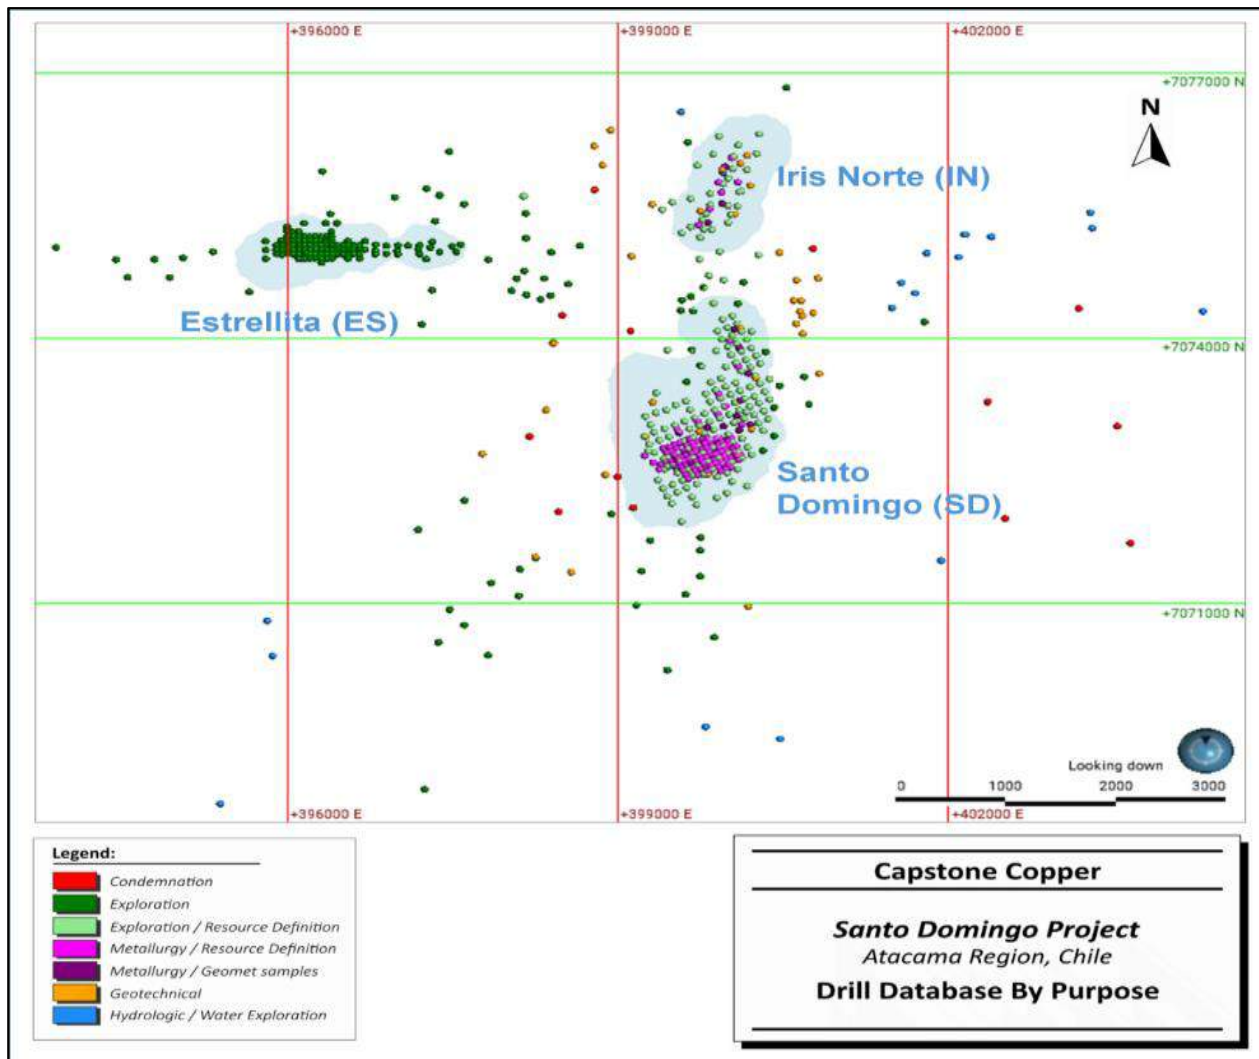 +396000 E
+399000 E
+402000 E
+7077000 N
N
Iris Norte (IN)
Estrellita (ES)
+7074000 N
Santo
Domingo (SD)
+7071000 N
Looking down
0 1000 2000 3000
+396000 E
+399000 E
+402000 E
Legend:
Condemnation
Exploration
Exploration / Resource Definition
Metallurgy / Resource Definition
Metallurgy / Geomet samples
Geotechnical
Hydrologic / Water Exploration
Capstone Copper
Santo Domingo Project
Atacama Region, Chile
Drill Database By Purpose